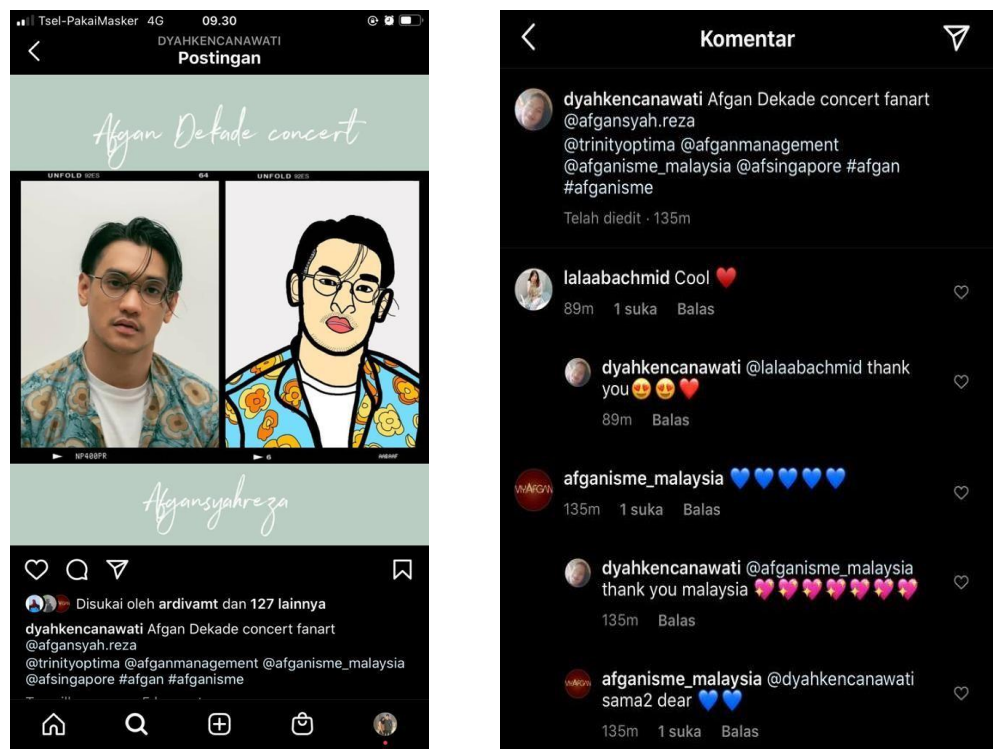 Tsel-PakaiMasker 4G 09.30
DYAHKENCANAWATI
Postingan
Afgan Dekade concert
UNFOLD 92ES 64 UNFOLD 92ES
NP400PR 6
Afgansyahreza
Disukai oleh ardivamt dan 127 lainnya
dyahkencanawati Afgan Dekade concert fanart
@afgansyah.reza
@trinityoptima @afganmanagement @afganisme_malaysia
@afsingapore #afgan #afganisme
Komentar
dyahkencanawati Afgan Dekade concert fanart
@afgansyah.reza
@trinityoptima @afganmanagement
@afganisme_malaysia @afsingapore #afgan
#afganisme
Telah diedit · 135m
lalaabachmid Cool ❤️
89m 1 suka Balas
dyahkencanawati @lalaabachmid thank
you😍😍❤️
89m Balas
afganisme_malaysia 💙💙💙💙💙
135m 1 suka Balas
dyahkencanawati @afganisme_malaysia
thank you malaysia 💖💖💖💖💖💖💖
135m Balas
afganisme_malaysia @dyahkencanawati
sama2 dear 💙💙
135m 1 suka Balas